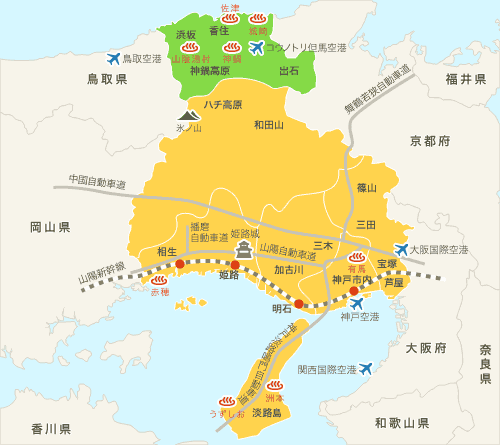 佐津
浜坂
香住
城崎
鳥取空港
山陰湯村
神鍋
コウノトリ但馬空港
神鍋高原
出石
鳥取県
福井県
ハチ高原
舞鶴若狭自動車道
氷ノ山
和田山
京都府
中国自動車道
篠山
岡山県
播磨
自動車道
姫路城
三田
三木
山陽自動車道
大阪国際空港
相生
有馬
宝塚
山陽新幹線
姫路
加古川
神戸市内
芦屋
赤穂
明石
神戸空港
神戸淡路鳴門自動車道
大阪府
奈良県
関西国際空港
洲本
うずしお
淡路島
香川県
和歌山県